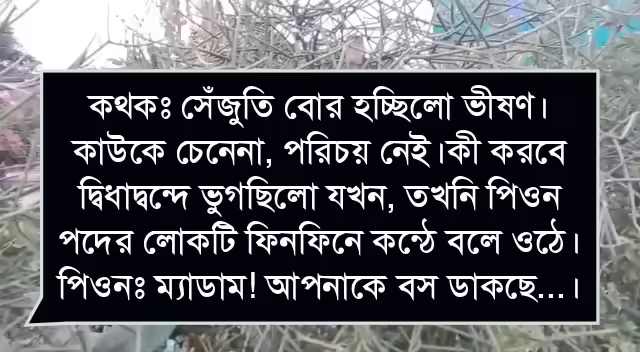 কথকঃ সেঁজুতি বোর হচ্ছিলো ভীষণ।
কাউকে চেনেনা, পরিচয় নেই।কী করবে
দ্বিধাদ্বন্দে ভুগছিলো যখন, তখনি পিওন
পদের লোকটি ফিনফিনে কন্ঠে বলে ওঠে।
পিওনঃ ম্যাডাম! আপনাকে বস ডাকছে...।